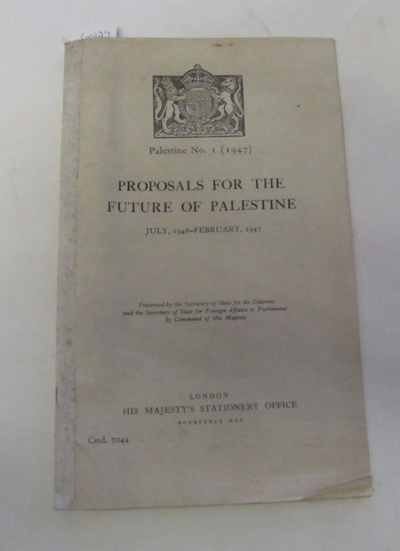 Palestine No. 1 (1947)
PROPOSALS FOR THE
FUTURE OF PALESTINE
JULY, 1946–FEBRUARY, 1947
Presented by the Secretary of State for the Colonies
and the Secretary of State for Foreign Affairs to Parliament
by Command of His Majesty
LONDON
HIS MAJESTY'S STATIONERY OFFICE
FOURPENCE NET
Cmd. 7044